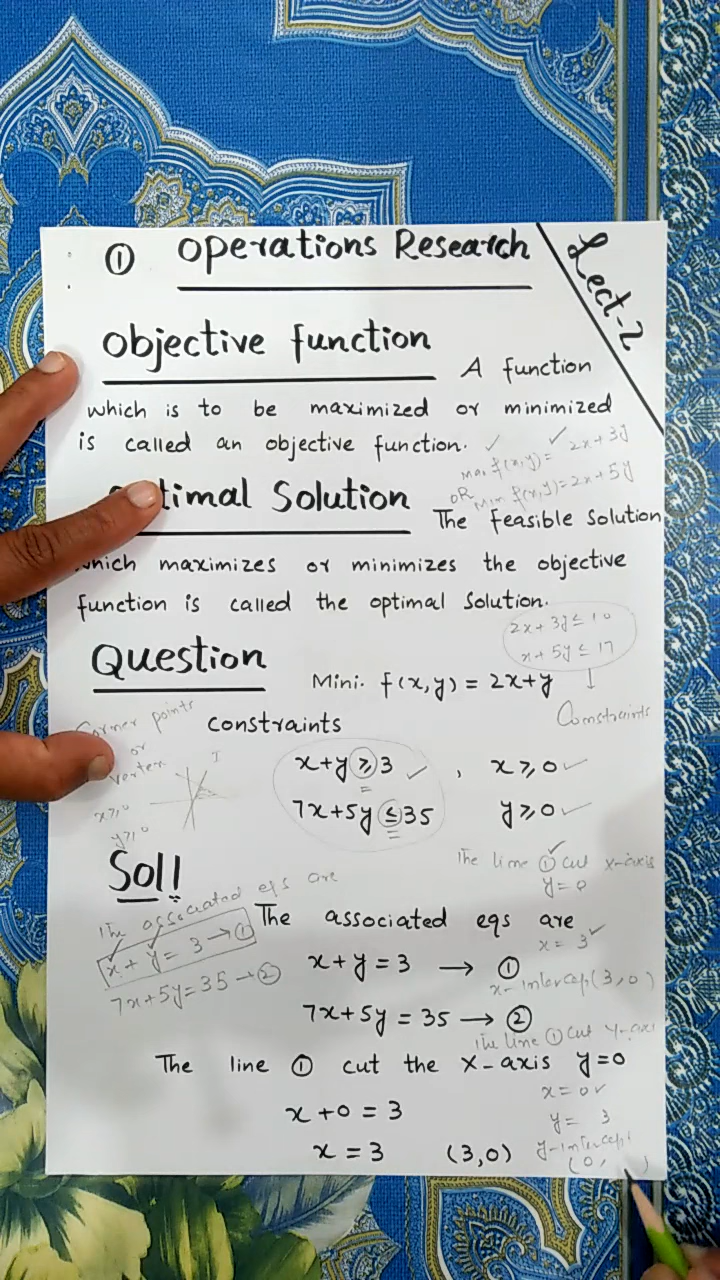 ① Operations Research
Lect-2
Objective function
A function
which is to be maximized or minimized
is called an objective function.
Max f(x,y) = 2x+3y
OR Min f(x,y)=2x+5y
Solution
The feasible solution
maximizes or minimizes the objective
function is called the optimal solution.
2x+3y≤10
x+5y≤17
Question
Mini. f(x,y) = 2x+y
Constraints
constraints
Corner points
or
Vertex
x+y≥3 , x≥0
7x+5y≤35 y≥0
x≥0
y≥0
Sol!
The line ① cut x-axis
y=0
The associated eqs are
x+y=3→①
7x+5y=35→②
The associated eqs are
x=3
x+y=3 → ①
x-intercep(3,0)
7x+5y=35→②
The line ① cut y-axi
The line ① cut the x-axis y=0
x=0
x+0=3
y= 3
x=3 (3,0)
y-intercept
(0, )